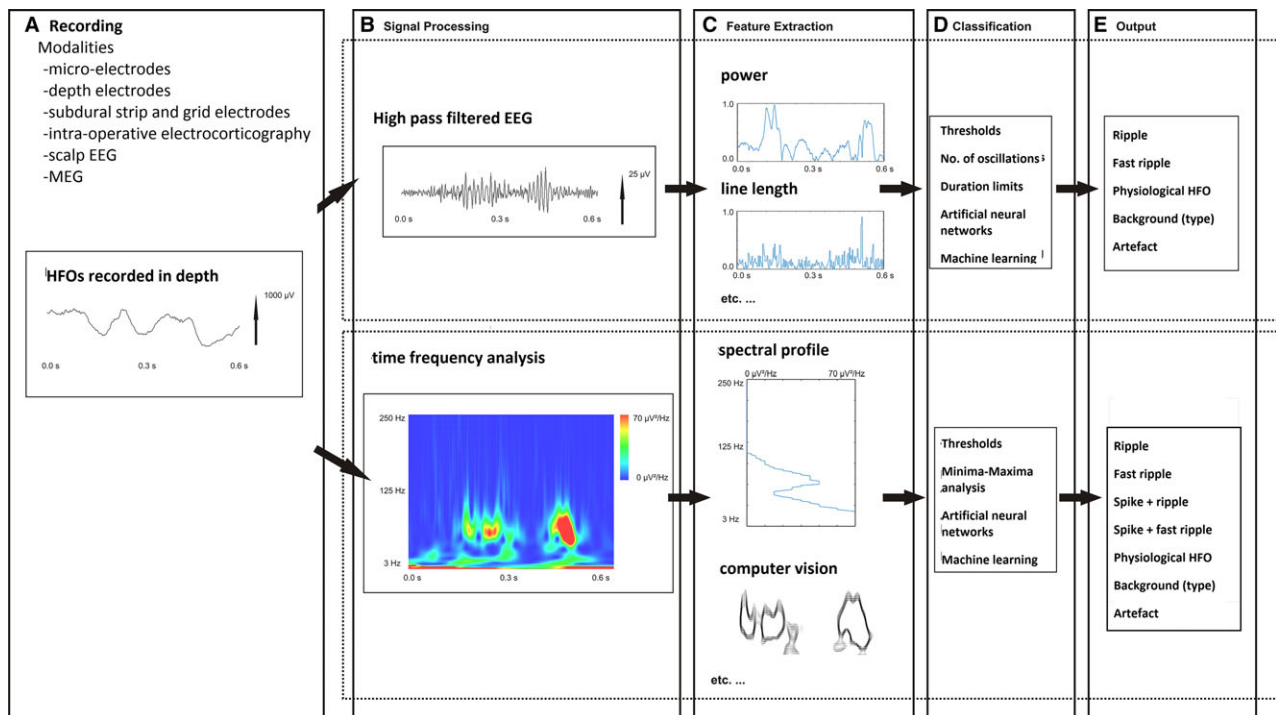 A Recording
Modalities
-micro-electrodes
-depth electrodes
-subdural strip and grid electrodes
-intra-operative electrocorticography
-scalp EEG
-MEG
HFOs recorded in depth
1000 µV
0.0 s 0.3 s 0.6 s
B Signal Processing
High pass filtered EEG
25 µV
0.0 s 0.3 s 0.6 s
time frequency analysis
250 Hz
125 Hz
3 Hz
70 µV²/Hz
0 µV²/Hz
0.0 s 0.3 s 0.6 s
C Feature Extraction
power
1.0
0.0
0.0 s 0.3 s 0.6 s
line length
1.0
0.0
0.0 s 0.3 s 0.6 s
etc. ...
spectral profile
0 µV²/Hz 70 µV²/Hz
250 Hz
125 Hz
3 Hz
computer vision
etc. ...
D Classification
Thresholds
No. of oscillations
Duration limits
Artificial neural
networks
Machine learning
Thresholds
Minima-Maxima
analysis
Artificial neural
networks
Machine learning
E Output
Ripple
Fast ripple
Physiological HFO
Background (type)
Artefact
Ripple
Fast ripple
Spike + ripple
Spike + fast ripple
Physiological HFO
Background (type)
Artefact